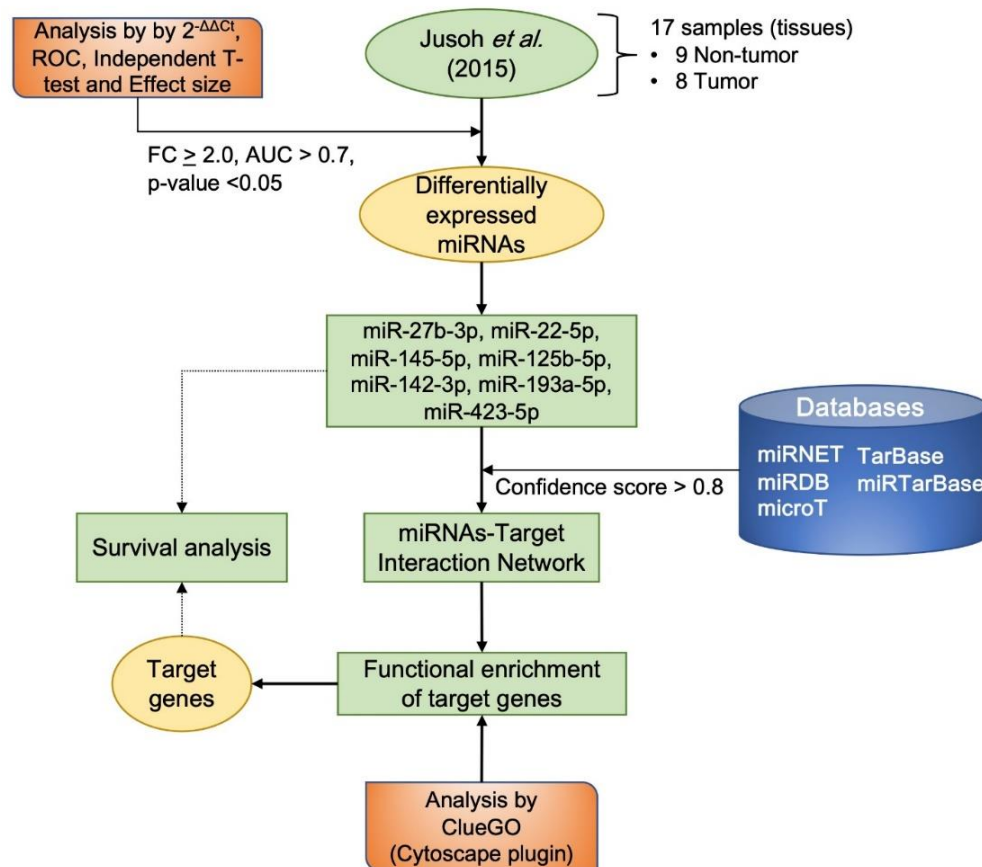 Analysis by by 2-ΔΔCt,
ROC, Independent T-
test and Effect size
Jusoh et al.
(2015)
17 samples (tissues)
• 9 Non-tumor
• 8 Tumor
FC ≥ 2.0, AUC > 0.7,
p-value <0.05
Differentially
expressed
miRNAs
miR-27b-3p, miR-22-5p,
miR-145-5p, miR-125b-5p,
miR-142-3p, miR-193a-5p,
miR-423-5p
Databases
miRNET TarBase
miRDB miRTarBase
microT
Confidence score > 0.8
miRNAs-Target
Interaction Network
Survival analysis
Functional enrichment
of target genes
Target
genes
Analysis by
ClueGO
(Cytoscape plugin)